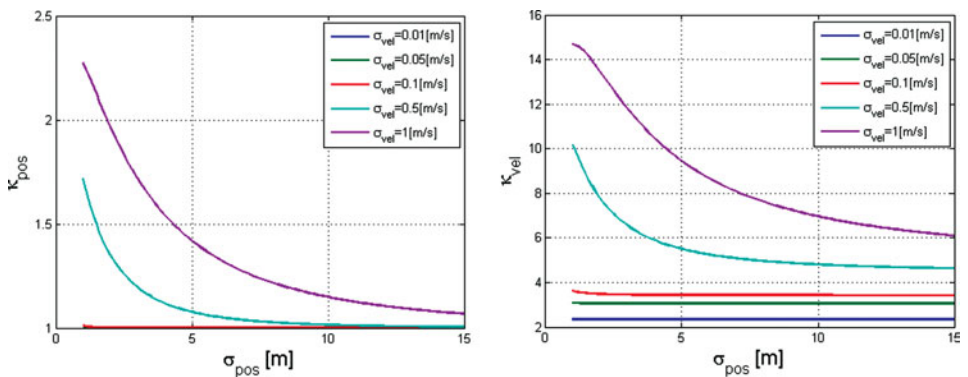 2.5
2
1.5
1
0
5
10
15
κpos
σpos [m]
σvel=0.01[m/s]
σvel=0.05[m/s]
σvel=0.1[m/s]
σvel=0.5[m/s]
σvel=1[m/s]
16
14
12
10
8
6
4
2
0
5
10
15
κvel
σpos [m]
σvel=0.01[m/s]
σvel=0.05[m/s]
σvel=0.1[m/s]
σvel=0.5[m/s]
σvel=1[m/s]